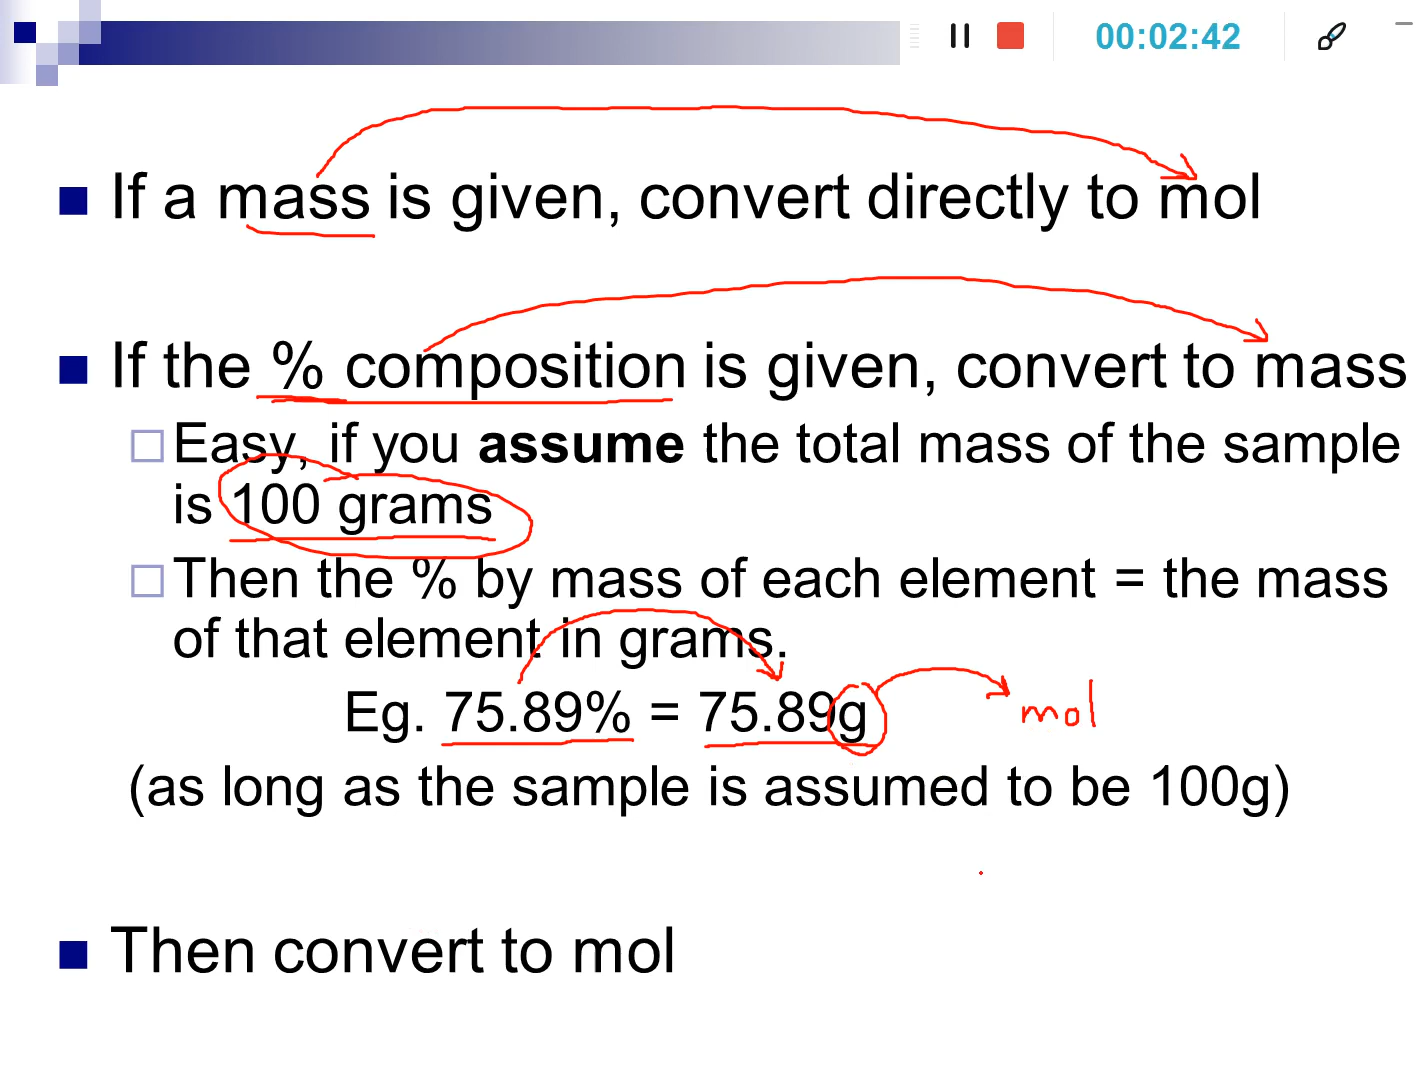 00:02:42
If a mass is given, convert directly to mol
If the % composition is given, convert to mass
Easy, if you assume the total mass of the sample
is 100 grams
Then the % by mass of each element = the mass
of that element in grams.
Eg. 75.89% = 75.89g mol
(as long as the sample is assumed to be 100g)
Then convert to mol